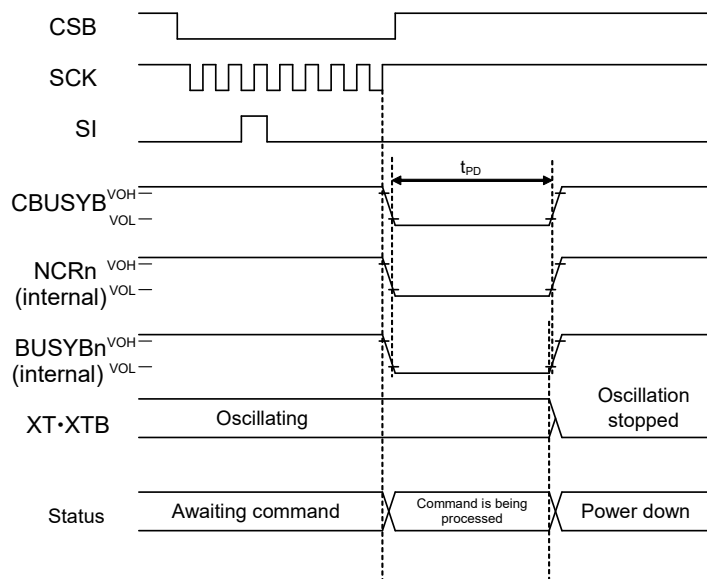 CSB
SCK
SI
tPD
CBUSYB VOH
VOL
NCRn VOH
(internal) VOL
BUSYBn VOH
(internal) VOL
XT•XTB
Oscillating
Oscillation
stopped
Status
Awaiting command
Command is being
processed
Power down